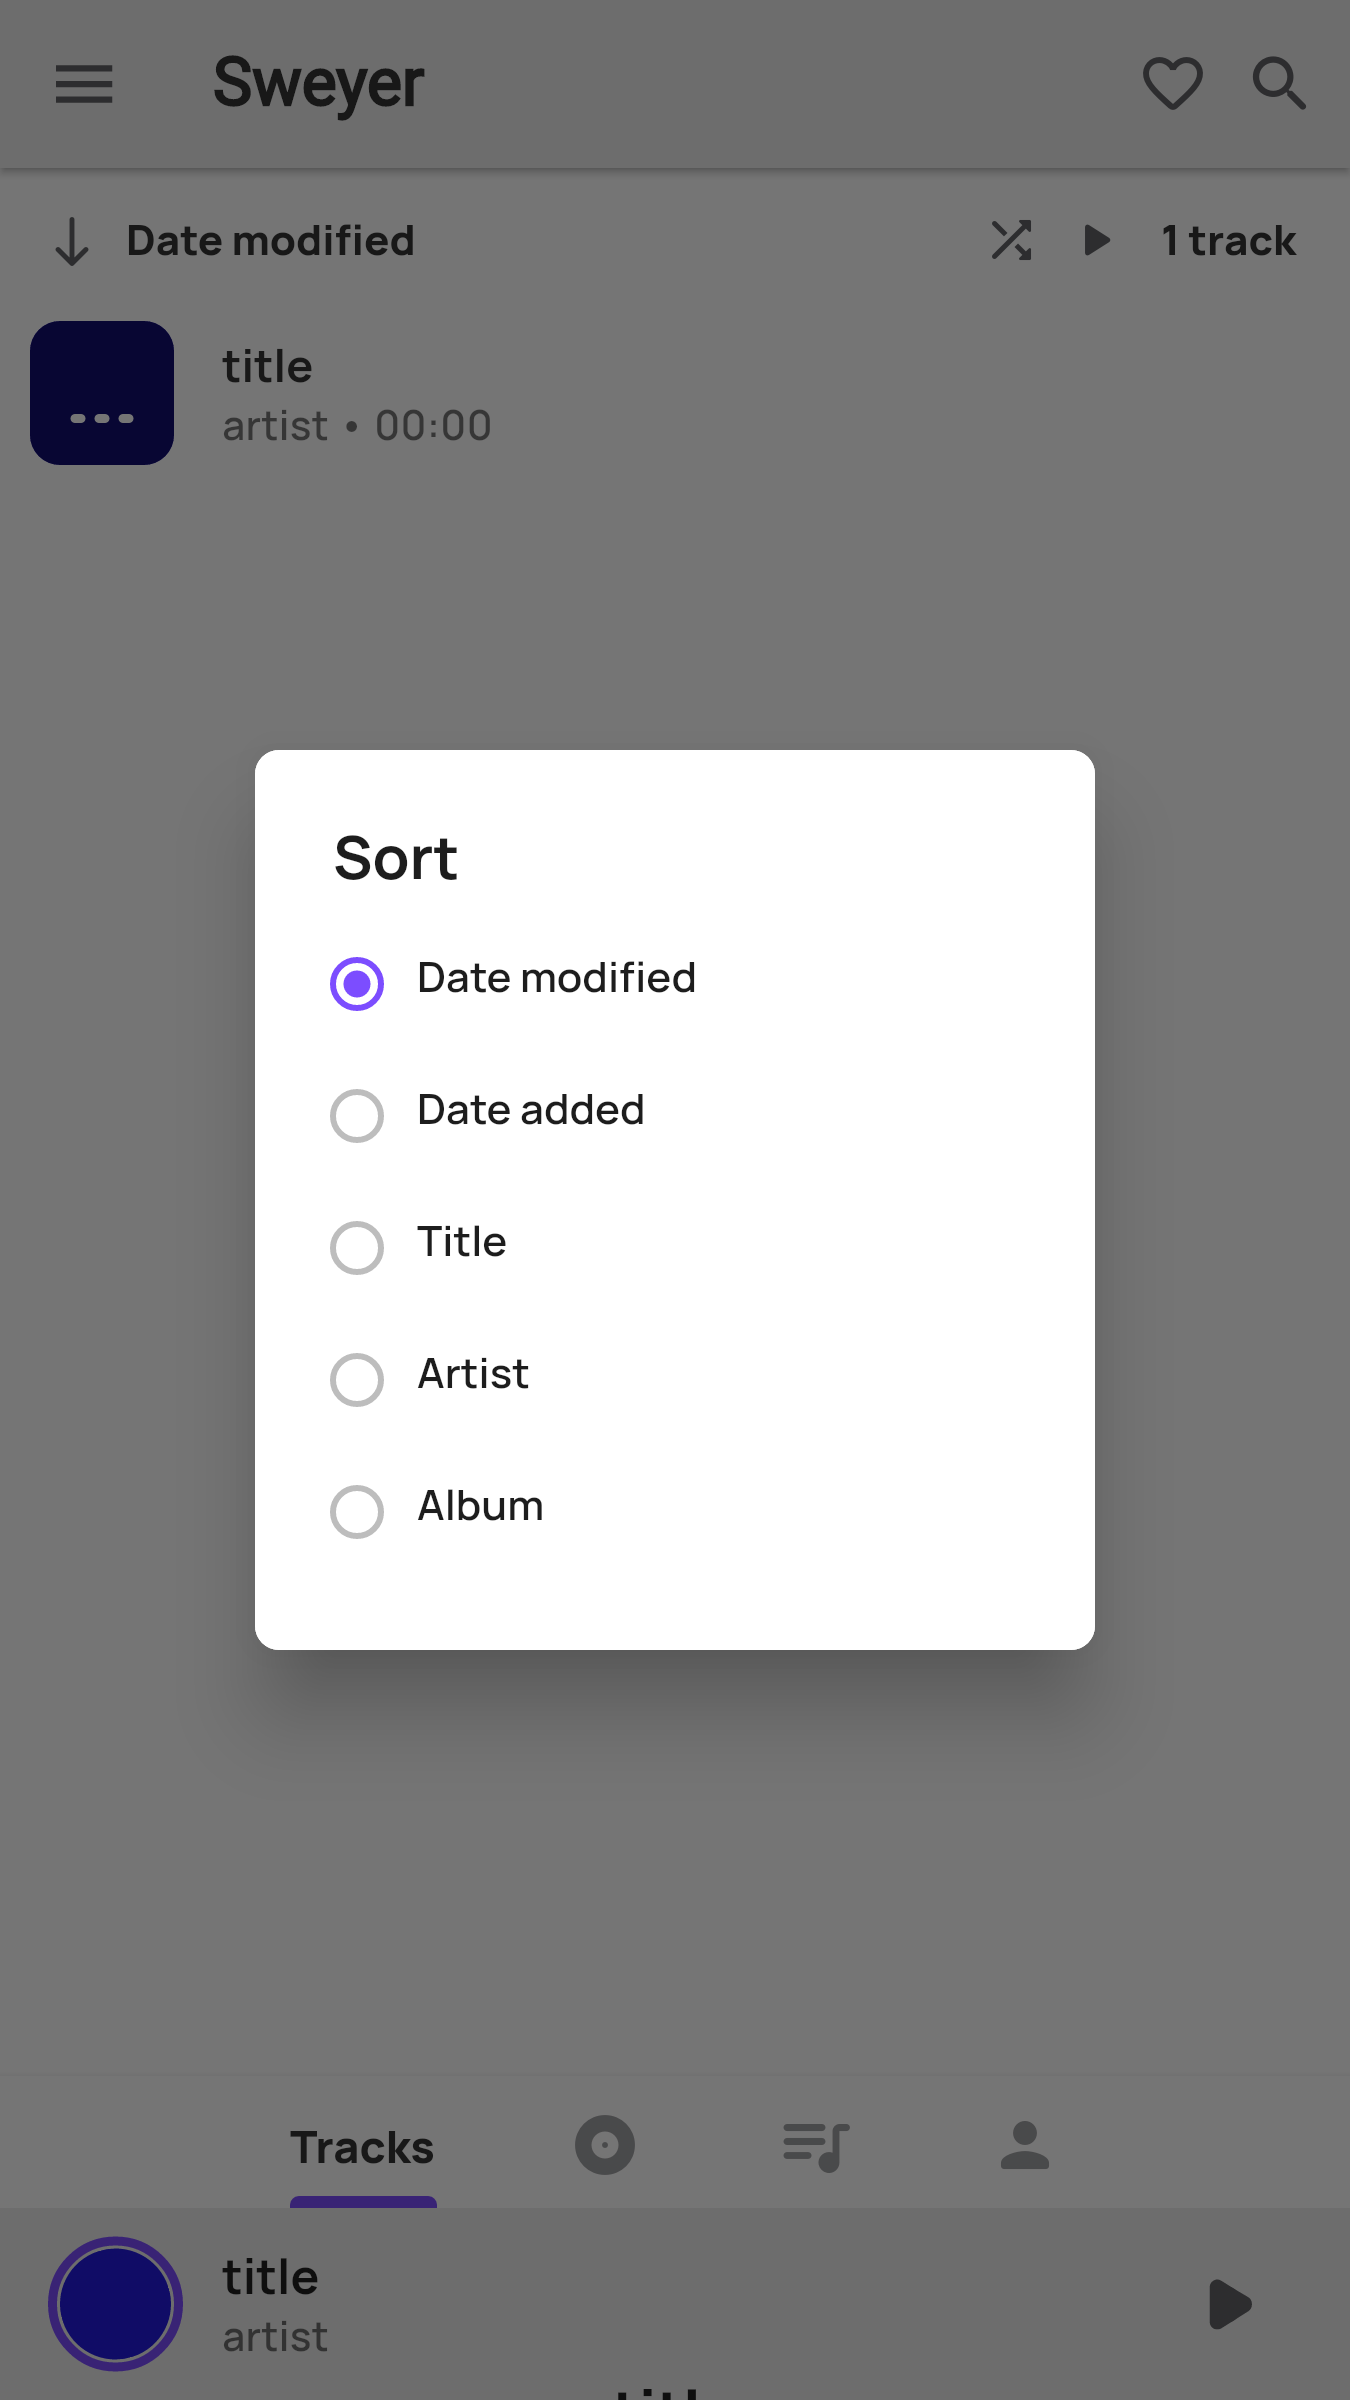 Sweyer
Date modified
1 track
title
artist • 00:00
Sort
Date modified
Date added
Title
Artist
Album
Tracks
title
artist